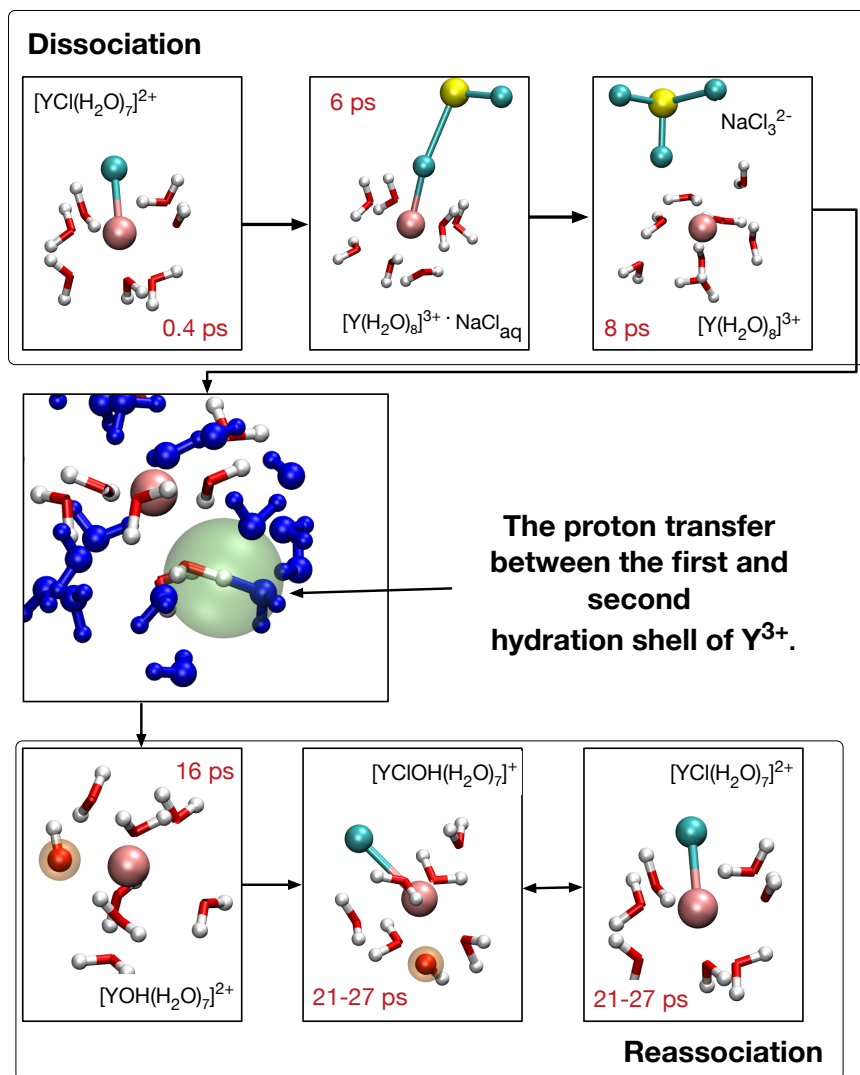 Dissociation
[YCl(H₂O)₇]²⁺
0.4 ps
6 ps
[Y(H₂O)₈]³⁺ · NaCl_aq
NaCl₃²⁻
8 ps
[Y(H₂O)₈]³⁺
The proton transfer
between the first and
second
hydration shell of Y³⁺.
16 ps
[YOH(H₂O)₇]²⁺
[YClOH(H₂O)₇]⁺
21-27 ps
[YCl(H₂O)₇]²⁺
21-27 ps
Reassociation